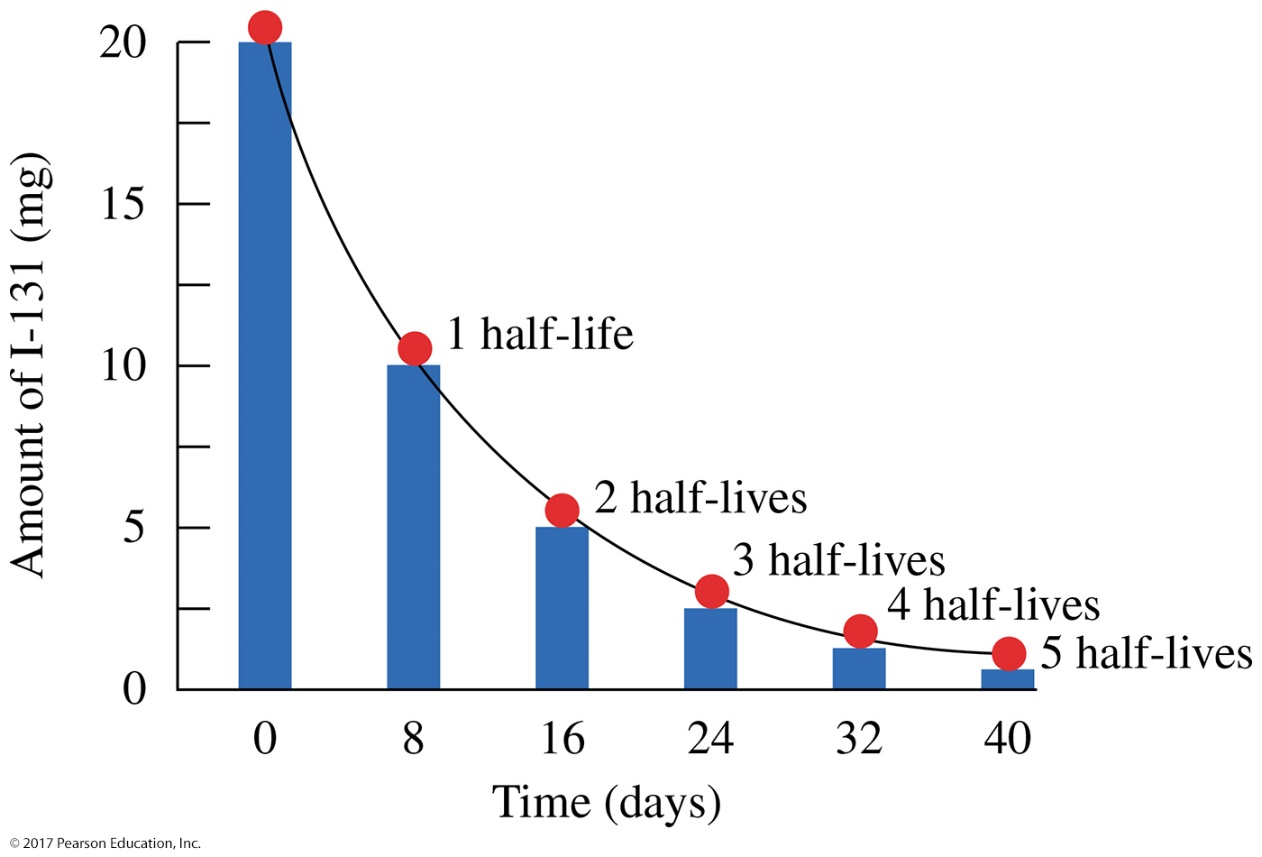 Amount of I-131 (mg)
20
15
10
5
0
1 half-life
2 half-lives
3 half-lives
4 half-lives
5 half-lives
0 8 16 24 32 40
Time (days)
© 2017 Pearson Education, Inc.